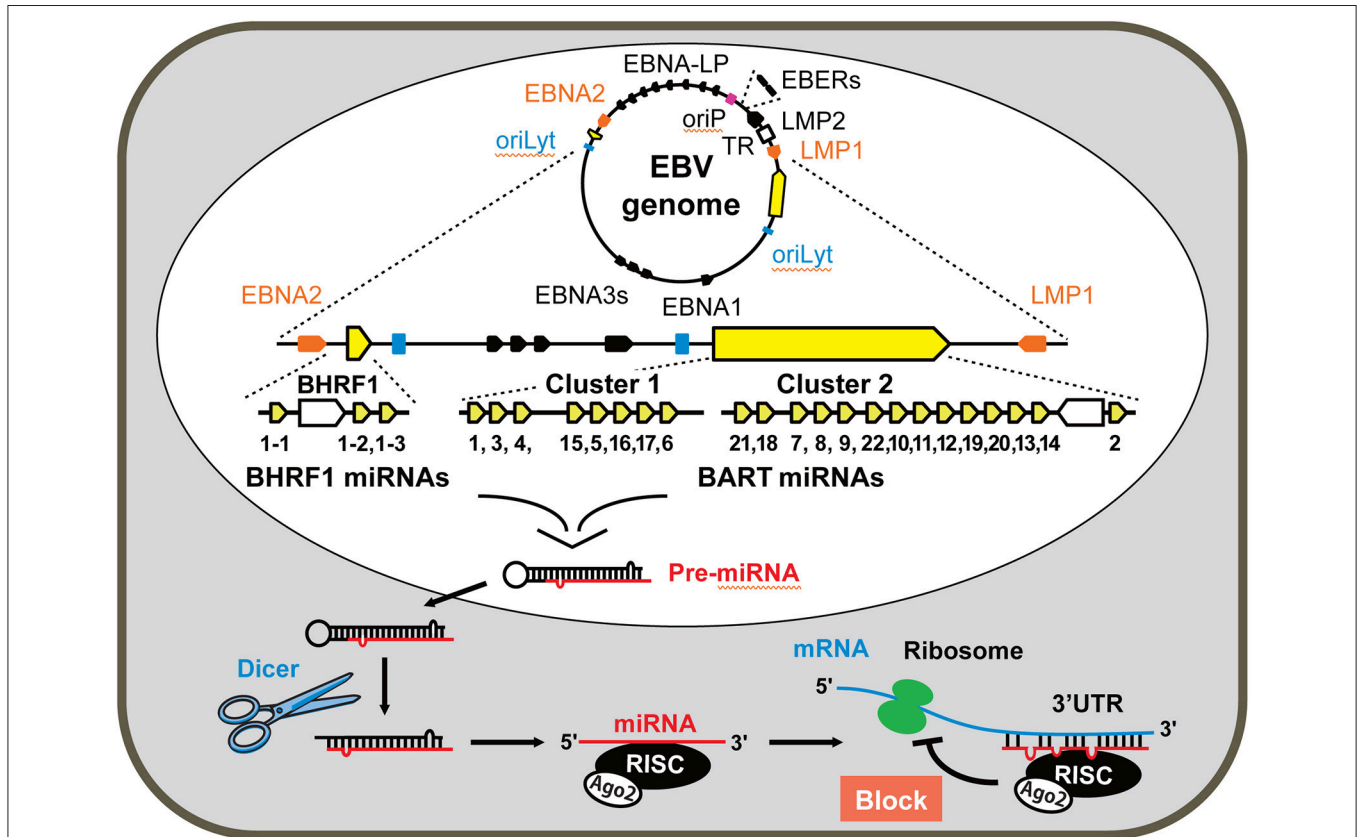 EBNA-LP
EBERs
EBNA2
oriP
LMP2
oriLyt
TR
LMP1
EBV
genome
oriLyt
EBNA2
EBNA3s
EBNA1
LMP1
BHRF1
Cluster 1
Cluster 2
1-1
1-2,1-3
1, 3, 4,
15,5,16,17,6
21,18
7, 8, 9,
22,10,11,12,19,20,13,14
2
BHRF1 miRNAs
BART miRNAs
Pre-miRNA
Dicer
mRNA
Ribosome
5'
3'UTR
3'
miRNA
5'
3'
RISC
Ago2
RISC
Ago2
Block